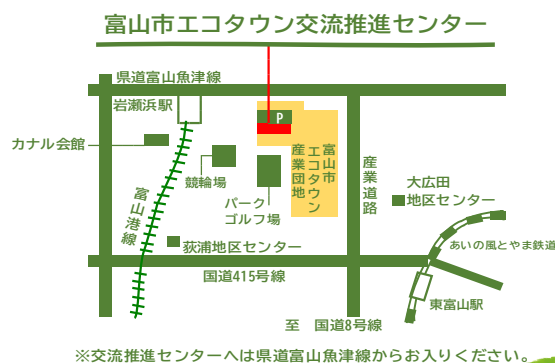 富山市エコタウン交流推進センター
県道富山魚津線
岩瀬浜駅
P
カナル会館
競輪場
パーク
ゴルフ場
富山市
エコタウン
産業団地
産業道路
大広田
地区センター
富山港線
荻浦地区センター
あいの風とやま鉄道
国道415号線
東富山駅
至 国道8号線
※交流推進センターへは県道富山魚津線からお入りください。